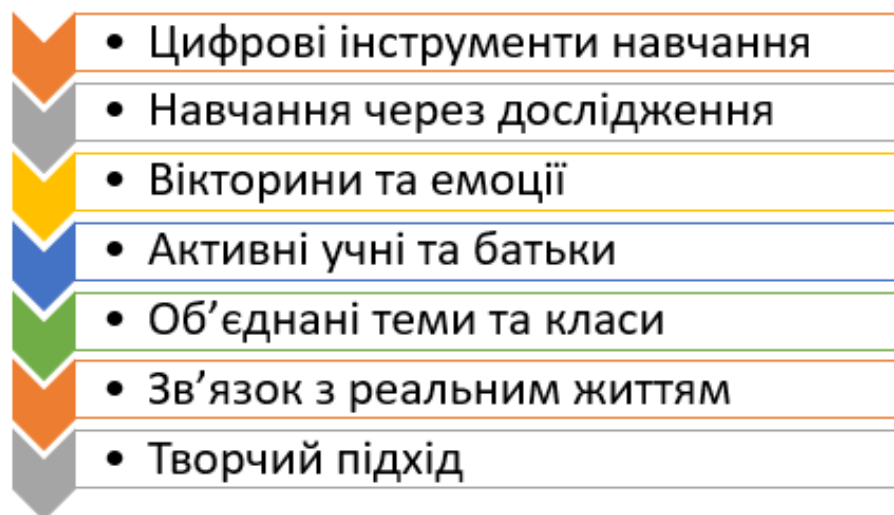 • Цифрові інструменти навчання
• Навчання через дослідження
• Вікторини та емоції
• Активні учні та батьки
• Об’єднані теми та класи
• Зв’язок з реальним життям
• Творчий підхід